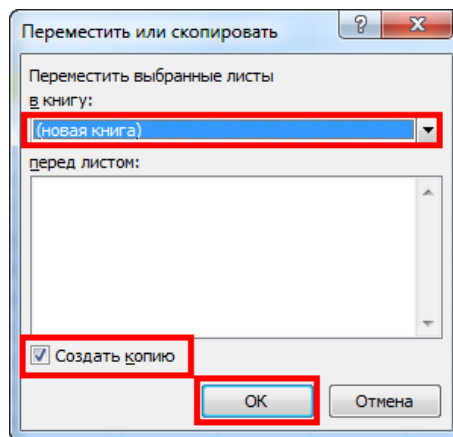 Переместить или скопировать
Переместить выбранные листы
в книгу:
(новая книга)
перед листом:
Создать копию
ОК
Отмена